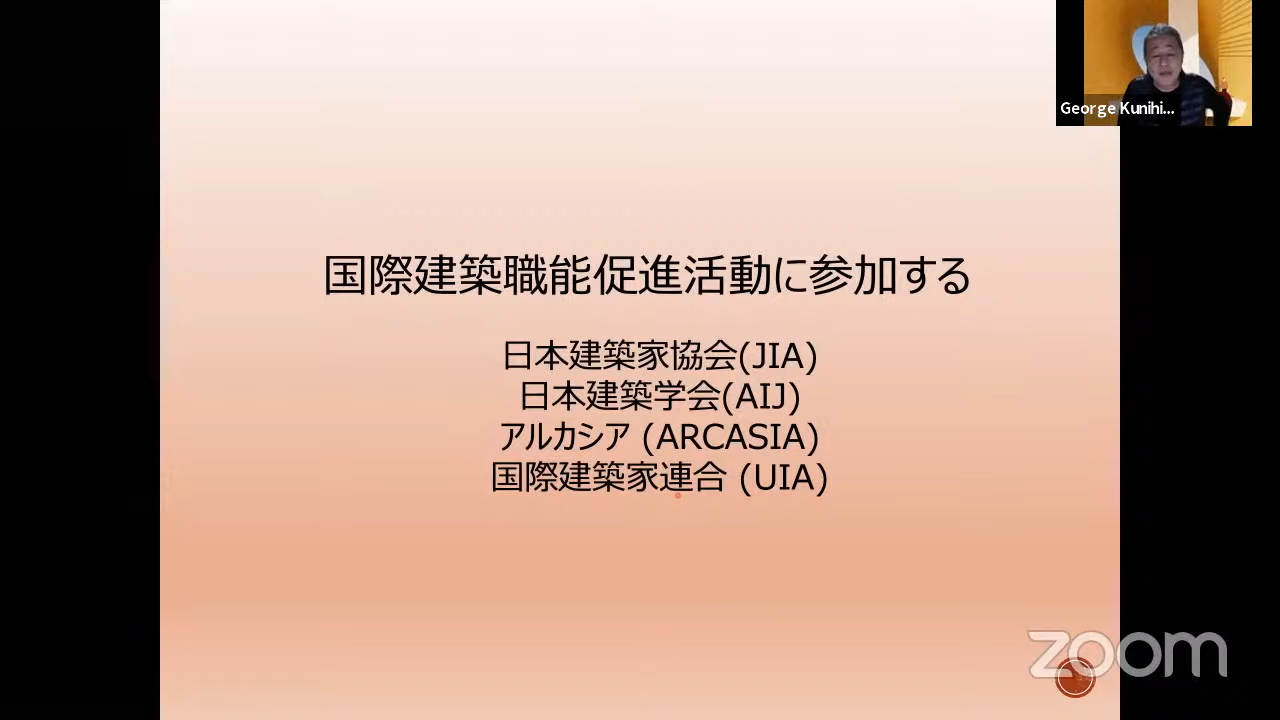 George Kunihi...
国際建築職能促進活動に参加する
日本建築家協会(JIA)
日本建築学会(AIJ)
アルカシア (ARCASIA)
国際建築家連合 (UIA)
zoom